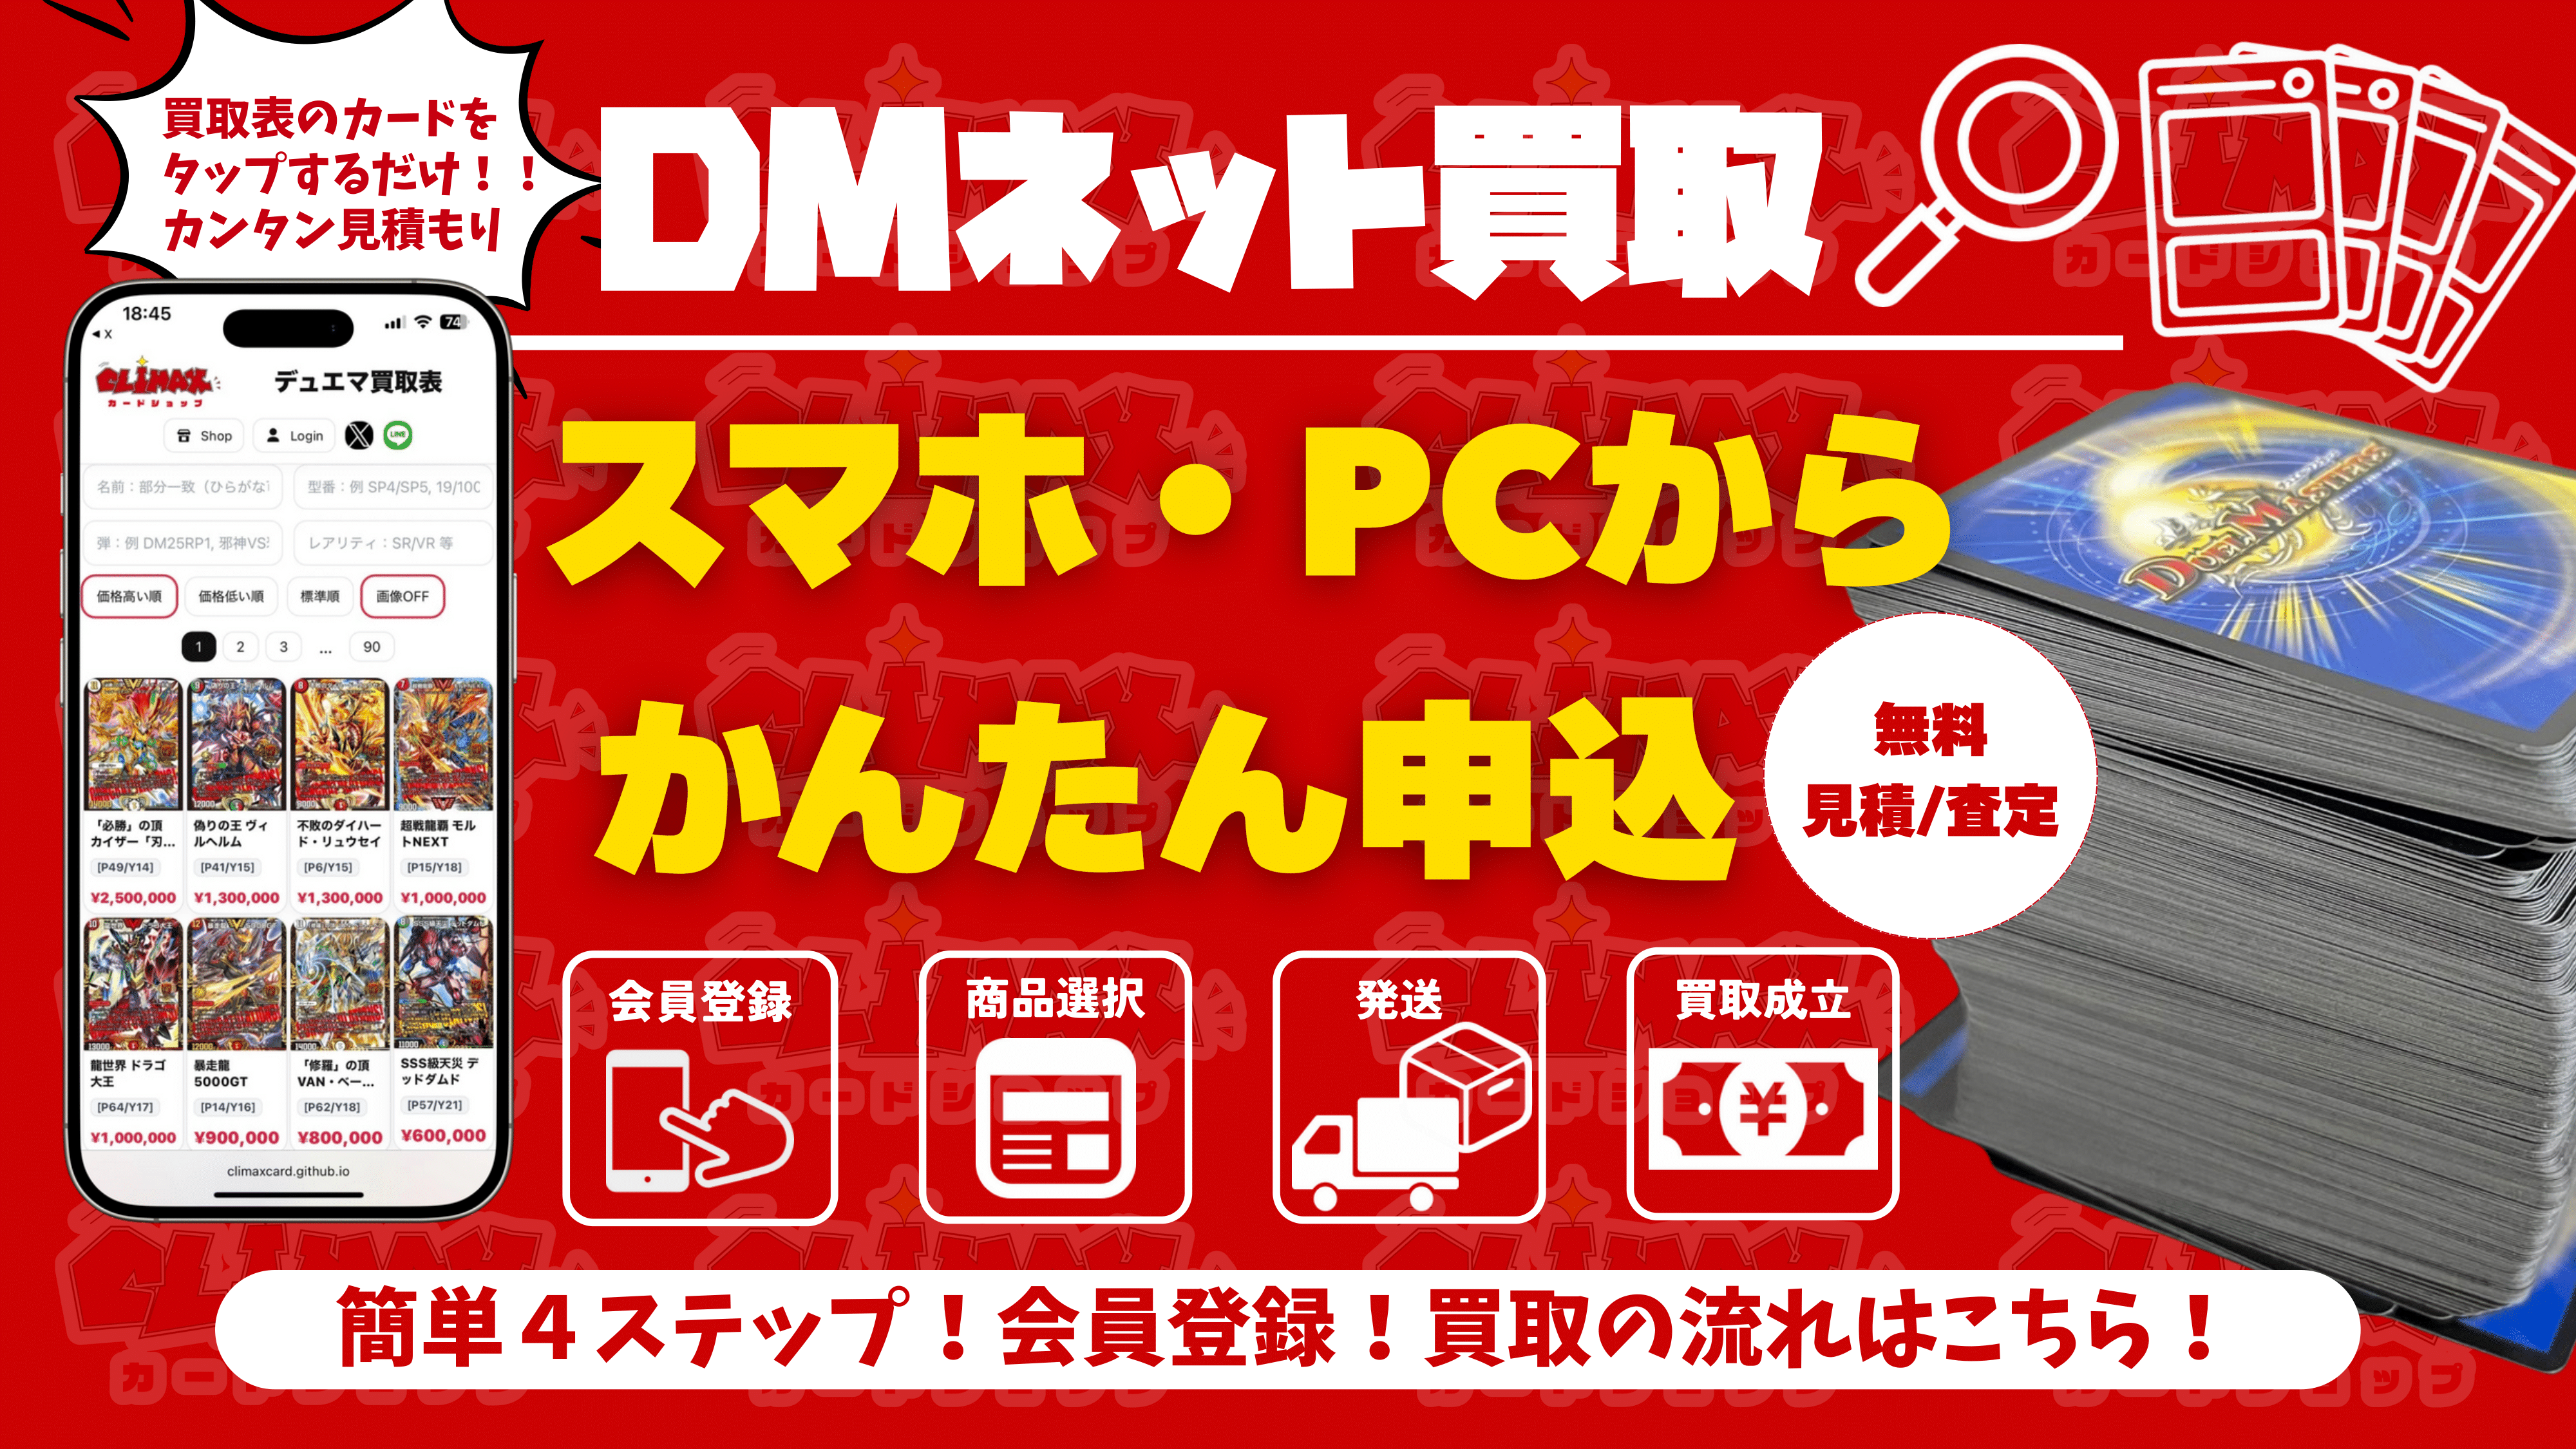 買取表のカードを
タップするだけ！！
カンタン見積もり
DMネット買取
18:45
74
◀ X
CLIMAX
カードショップ
デュエマ買取表
Shop
Login
LINE
名前：部分一致（ひらがな
型番：例 SP4/SP5, 19/100
弾：例 DM25RP1, 邪神VS
レアリティ：SR/VR 等
価格高い順
価格低い順
標準順
画像OFF
1 2 3 ... 90
「必勝」の頂
カイザー「刃...
[P49/Y14]
¥2,500,000
偽りの王 ヴィ
ルヘルム
[P41/Y15]
¥1,300,000
不敗のダイハー
ド・リュウセイ
[P6/Y15]
¥1,300,000
超戦龍覇 モル
トNEXT
[P15/Y18]
¥1,000,000
龍世界 ドラゴ
大王
[P64/Y17]
¥1,000,000
暴走龍
5000GT
[P14/Y16]
¥900,000
「修羅」の頂
VAN・ベー...
[P62/Y18]
¥800,000
SSS級天災 デ
ッドダムド
[P57/Y21]
¥600,000
climaxcard.github.io
スマホ・PCから
かんたん申込
DUEL MASTERS
無料
見積/査定
会員登録
商品選択
発送
買取成立
¥
簡単４ステップ！会員登録！買取の流れはこちら！